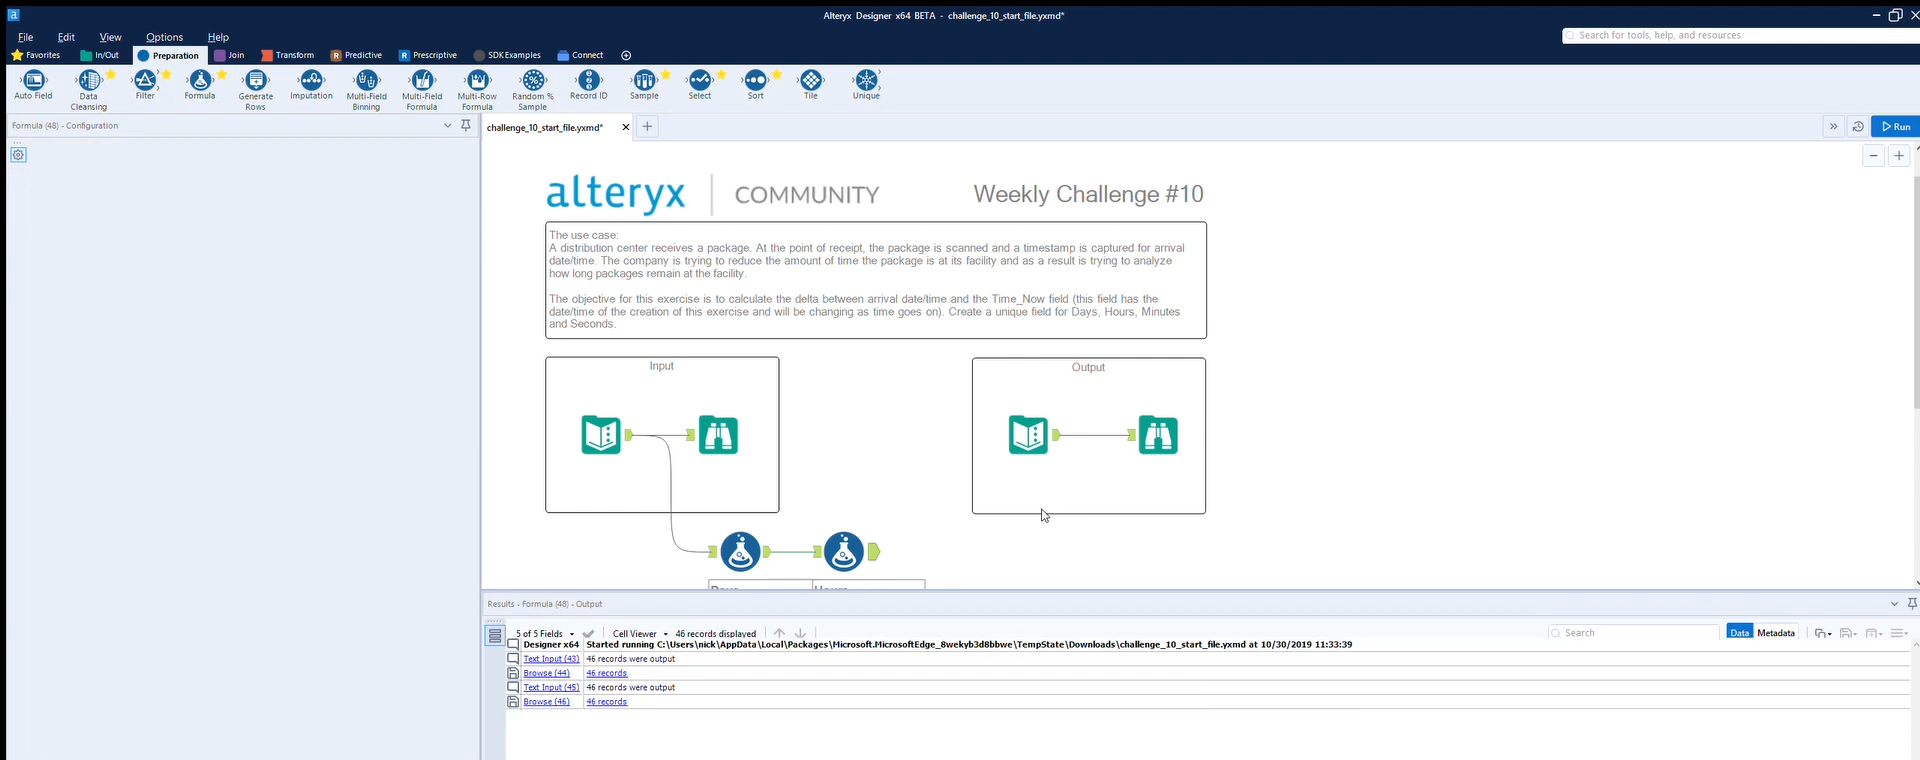 a
Alteryx Designer x64 BETA - challenge_10_start_file.yxmd*
File Edit View Options Help
Search for tools, help, and resources
Favorites In/Out Preparation Join Transform Predictive Prescriptive SDKExamples Connect
Auto Field
Data Cleansing
Filter
Formula
Generate Rows
Imputation
Multi-Field Binning
Multi-Field Formula
Multi-Row Formula
Random % Sample
Record ID
Sample
Select
Sort
Tile
Unique
Formula (48) - Configuration
challenge_10_start_file.yxmd*
Run
alteryx COMMUNITY Weekly Challenge #10
The use case:
A distribution center receives a package. At the point of receipt, the package is scanned and a timestamp is captured for arrival
date/time. The company is trying to reduce the amount of time the package is at its facility and as a result is trying to analyze
how long packages remain at the facility.
The objective for this exercise is to calculate the delta between arrival date/time and the Time_Now field (this field has the
date/time of the creation of this exercise and will be changing as time goes on). Create a unique field for Days, Hours, Minutes
and Seconds.
Input
Output
Results - Formula (48) - Output
5 of 5 Fields Cell Viewer 46 records displayed Search Data Metadata
Designer x64 Started running C:\Users\nick\AppData\Local\Packages\Microsoft.MicrosoftEdge_8wekyb3d8bbwe\TempState\Downloads\challenge_10_start_file.yxmd at 10/30/2019 11:33:39
Text Input (43) 46 records were output
Browse (44) 46 records
Text Input (45) 46 records were output
Browse (46) 46 records